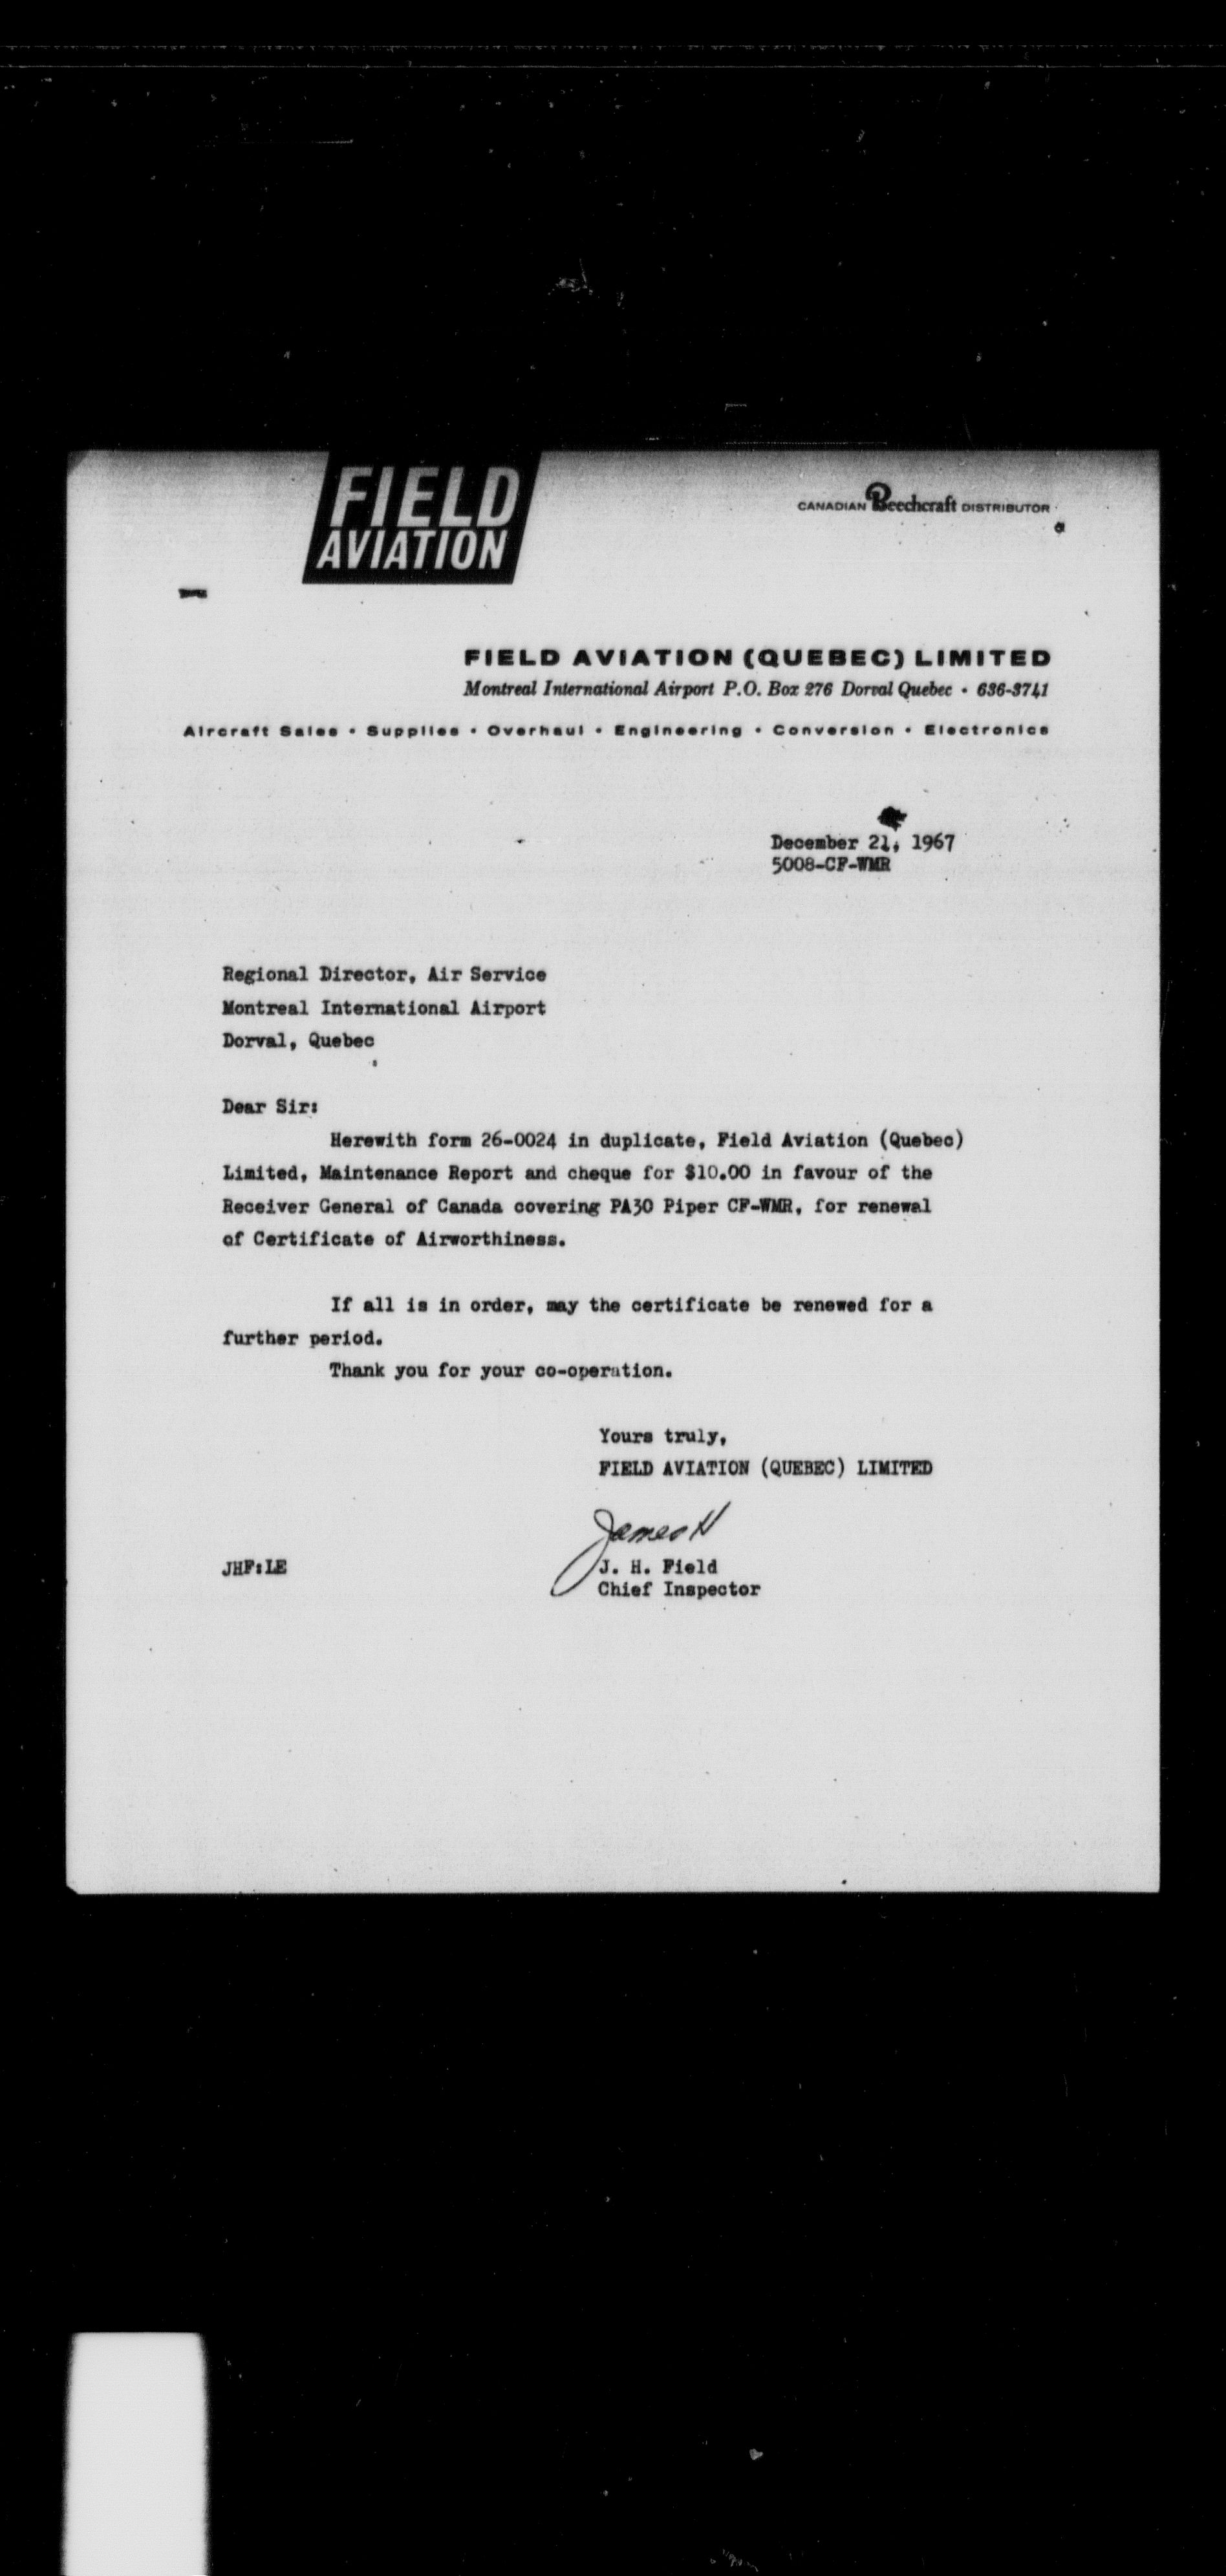 FIELD
AVIATION
CANADIAN Beechcraft DISTRIBUTOR
FIELD AVIATION (QUEBEC) LIMITED
Montreal International Airport P.O. Box 276 Dorval Quebec • 636-3741
Aircraft Sales • Supplies • Overhaul • Engineering • Conversion • Electronics
December 21, 1967
5008-CF-WMR
Regional Director, Air Service
Montreal International Airport
Dorval, Quebec
Dear Sir:
Herewith form 26-0024 in duplicate, Field Aviation (Quebec)
Limited, Maintenance Report and cheque for $10.00 in favour of the
Receiver General of Canada covering PA30 Piper CF-WMR, for renewal
of Certificate of Airworthiness.
If all is in order, may the certificate be renewed for a
further period.
Thank you for your co-operation.
Yours truly,
FIELD AVIATION (QUEBEC) LIMITED
James H
JHF:LE
J. H. Field
Chief Inspector